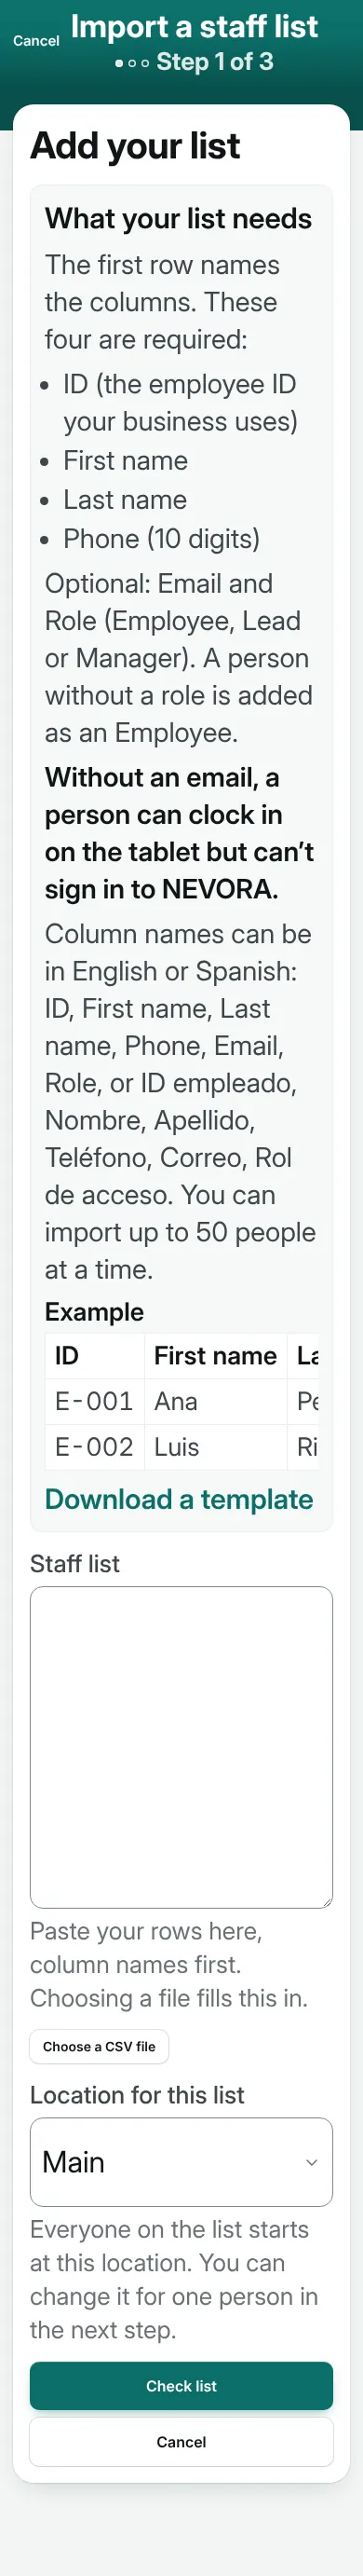 Import a staff list
Cancel
Step 1 of 3
Add your list
What your list needs
The first row names
the columns. These
four are required:
• ID (the employee ID
your business uses)
• First name
• Last name
• Phone (10 digits)
Optional: Email and
Role (Employee, Lead
or Manager). A person
without a role is added
as an Employee.
Without an email, a
person can clock in
on the tablet but can’t
sign in to NEVORA.
Column names can be
in English or Spanish:
ID, First name, Last
name, Phone, Email,
Role, or ID empleado,
Nombre, Apellido,
Teléfono, Correo, Rol
de acceso. You can
import up to 50 people
at a time.
Example
ID First name La
E-001 Ana Pe
E-002 Luis Ri
Download a template
Staff list
Paste your rows here,
column names first.
Choosing a file fills this in.
Choose a CSV file
Location for this list
Main
Everyone on the list starts
at this location. You can
change it for one person in
the next step.
Check list
Cancel